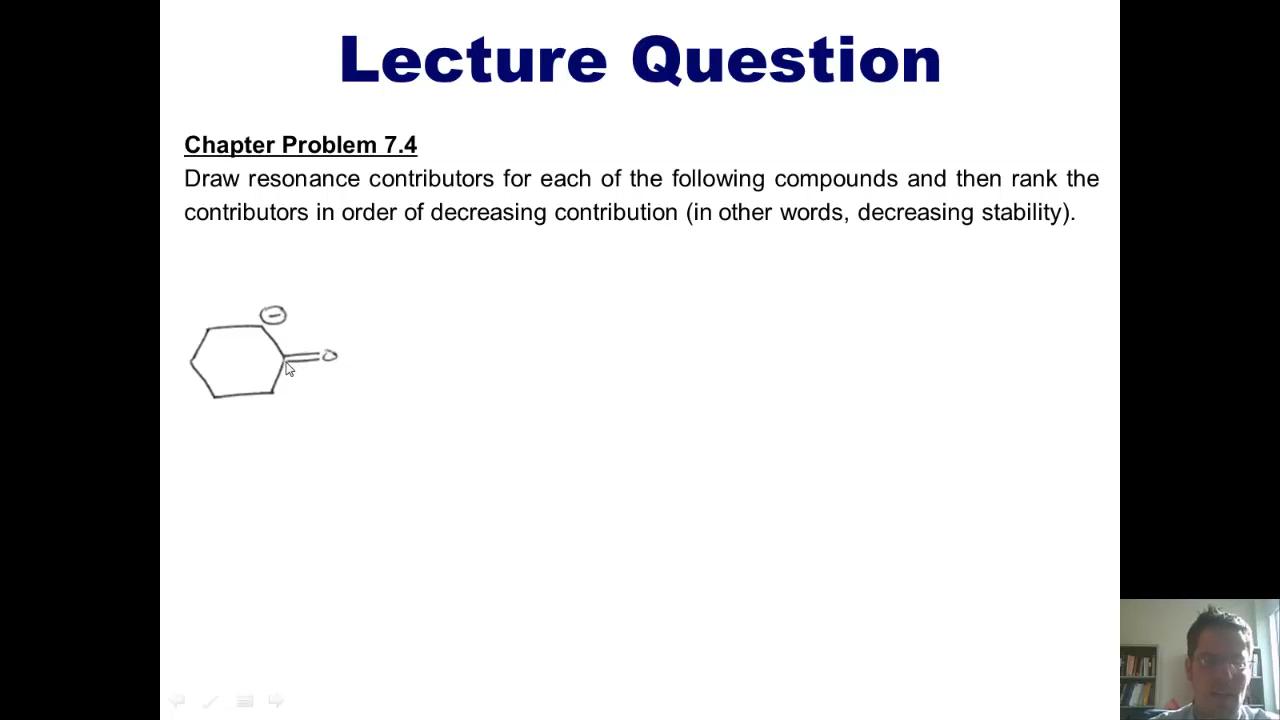 Lecture Question
Chapter Problem 7.4
Draw resonance contributors for each of the following compounds and then rank the
contributors in order of decreasing contribution (in other words, decreasing stability).
−
O